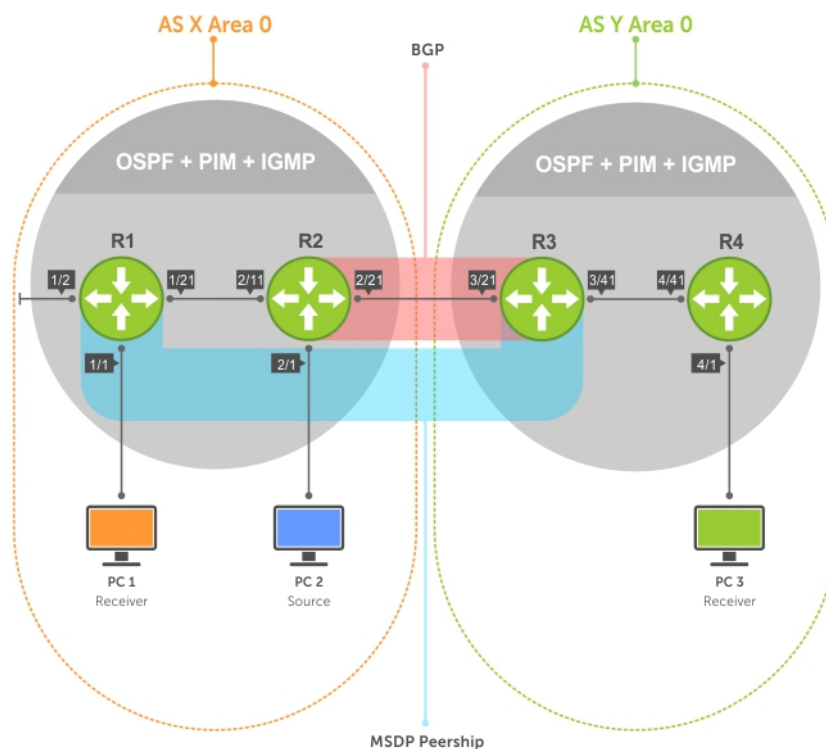 AS X Area 0
AS Y Area 0
BGP
OSPF + PIM + IGMP
OSPF + PIM + IGMP
R1
R2
R3
R4
1/2
1/21
2/11
2/21
3/21
3/41
4/41
1/1
2/1
4/1
PC 1
Receiver
PC 2
Source
PC 3
Receiver
MSDP Peership